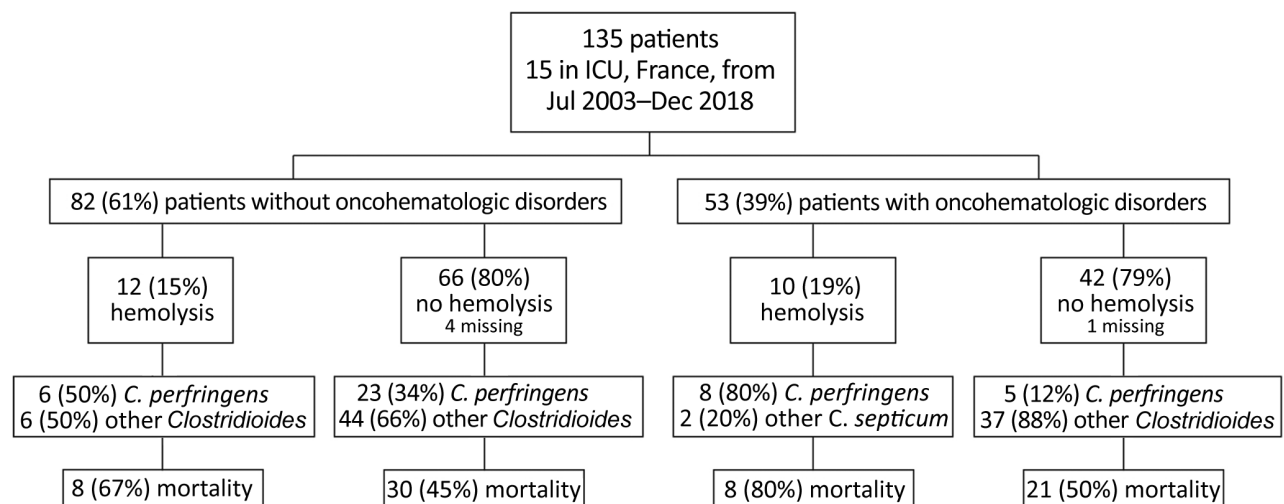 135 patients
15 in ICU, France, from
Jul 2003–Dec 2018
82 (61%) patients without oncohematologic disorders
53 (39%) patients with oncohematologic disorders
12 (15%)
hemolysis
66 (80%)
no hemolysis
4 missing
10 (19%)
hemolysis
42 (79%)
no hemolysis
1 missing
6 (50%) C. perfringens
6 (50%) other Clostridioides
23 (34%) C. perfringens
44 (66%) other Clostridioides
8 (80%) C. perfringens
2 (20%) other C. septicum
5 (12%) C. perfringens
37 (88%) other Clostridioides
8 (67%) mortality
30 (45%) mortality
8 (80%) mortality
21 (50%) mortality